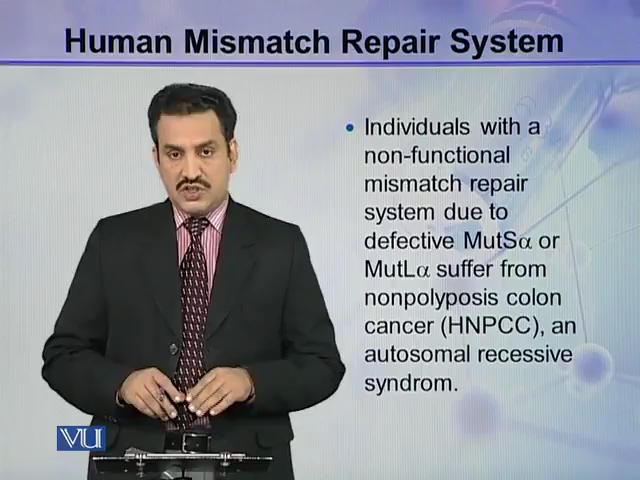 Human Mismatch Repair System
• Individuals with a
non-functional
mismatch repair
system due to
defective MutSα or
MutLα suffer from
nonpolyposis colon
cancer (HNPCC), an
autosomal recessive
syndrom.
VU